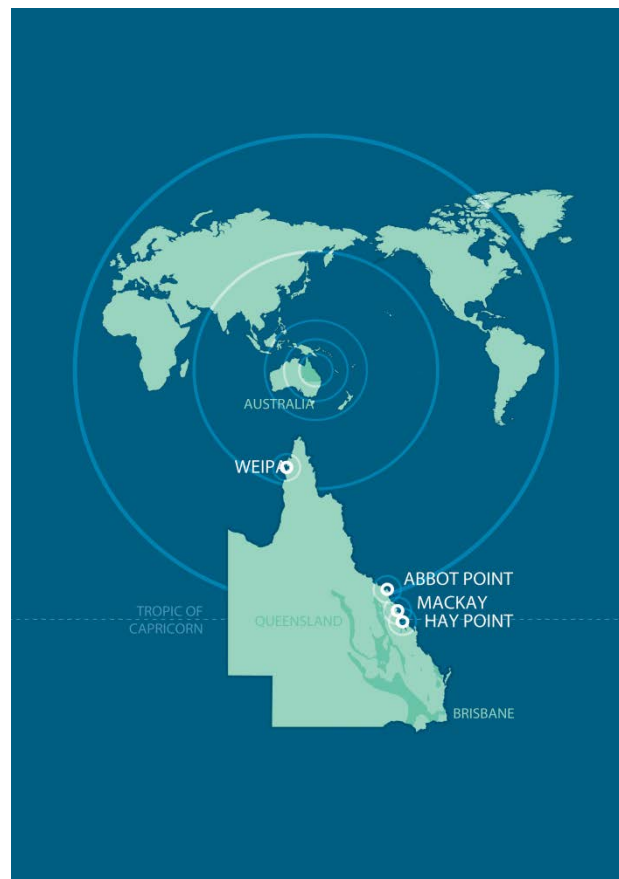 AUSTRALIA
WEIPA
ABBOT POINT
MACKAY
HAY POINT
TROPIC OF
CAPRICORN
QUEENSLAND
BRISBANE